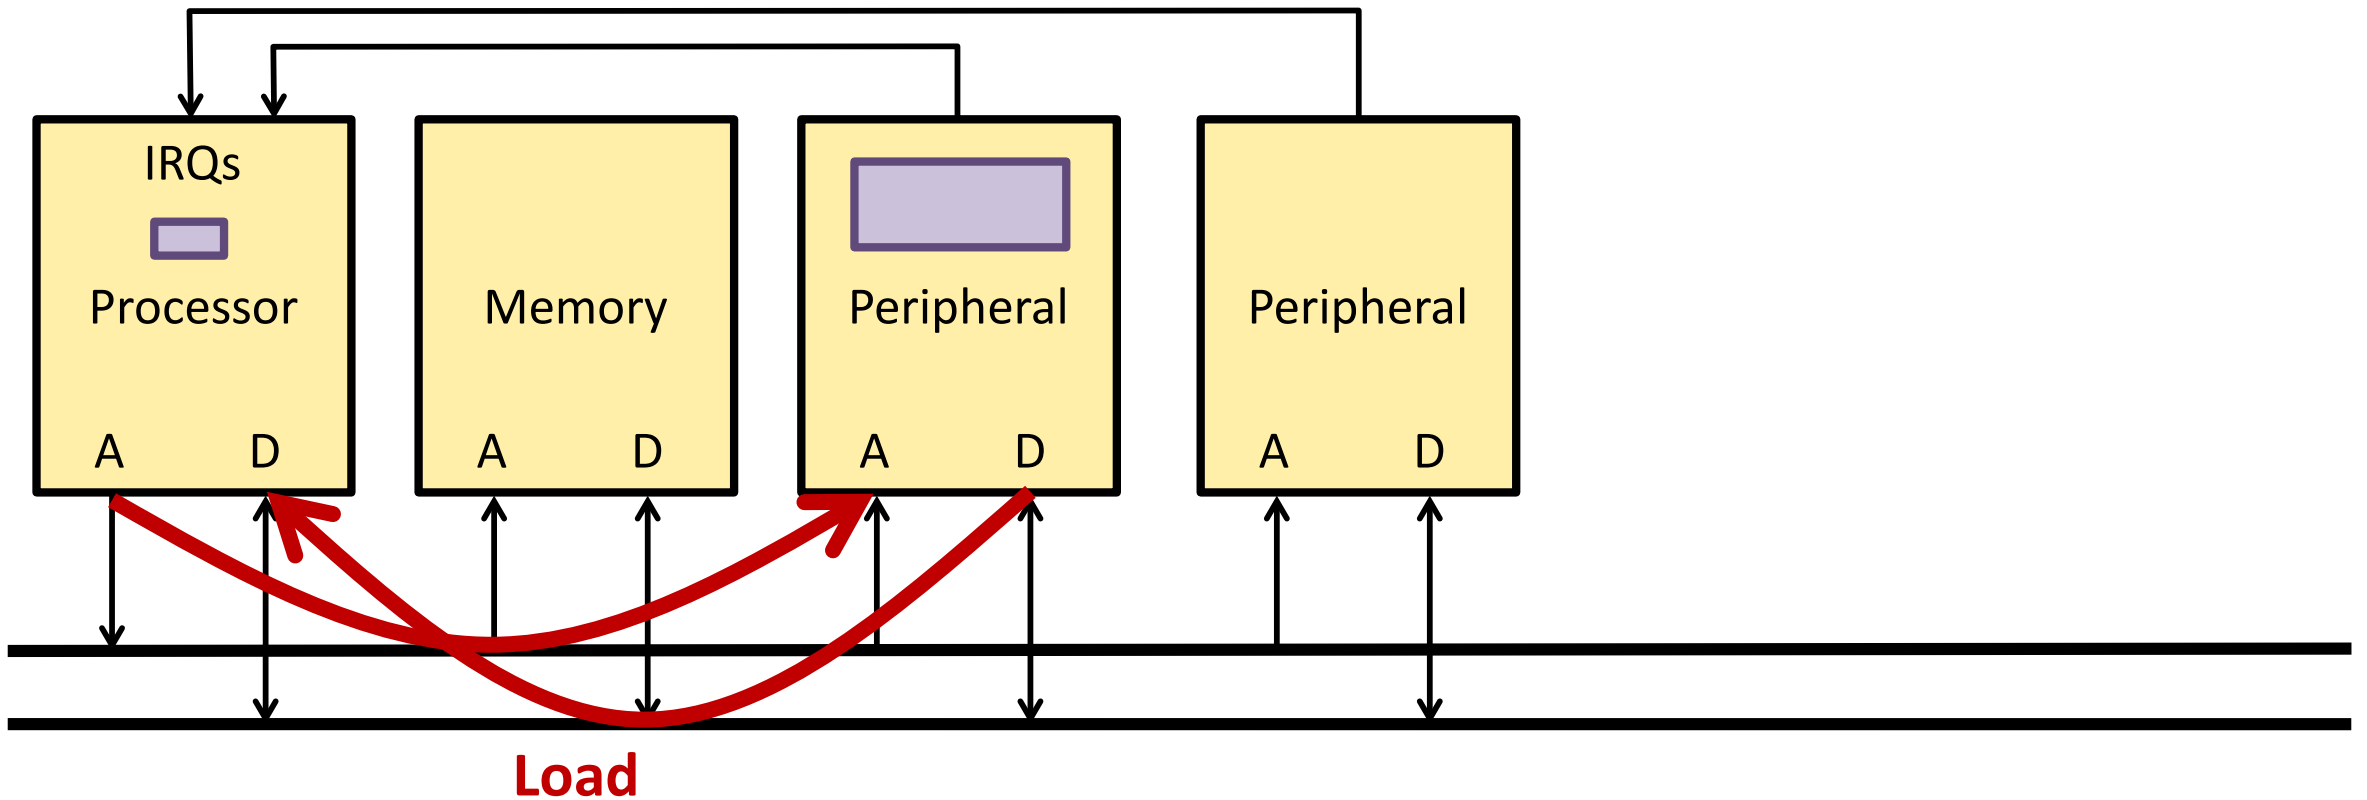 IRQs
Processor
Memory
Peripheral
Peripheral
A
D
A
D
A
D
A
D
Load